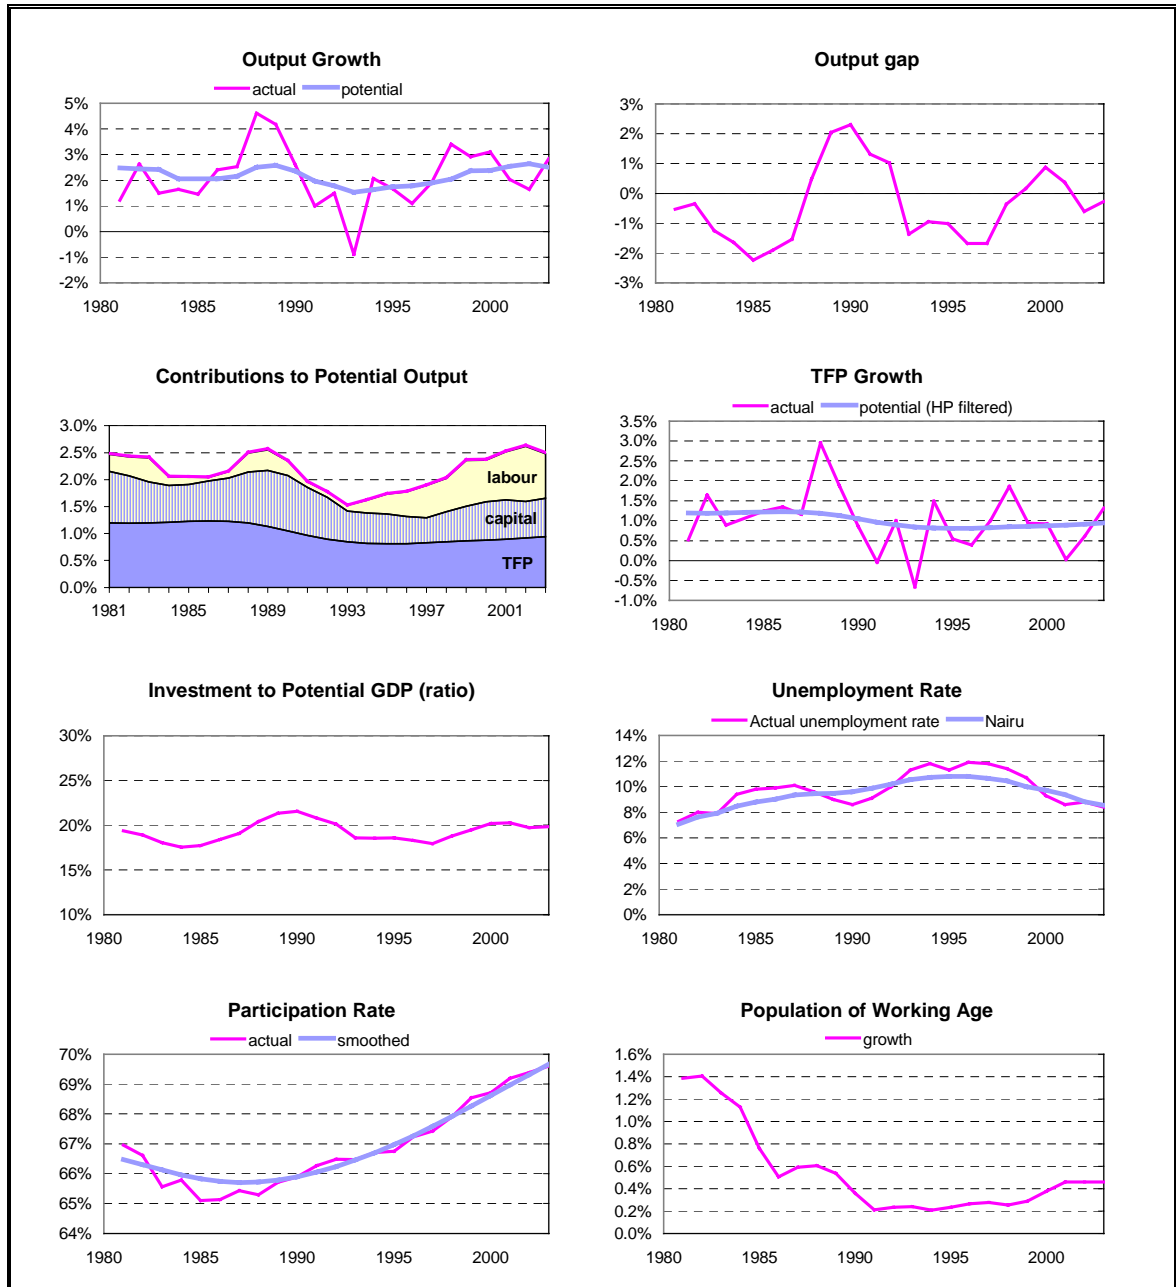 Output Growth
actual potential
5%
4%
3%
2%
1%
0%
-1%
-2%
1980 1985 1990 1995 2000
Output gap
3%
2%
1%
0%
-1%
-2%
-3%
1980 1985 1990 1995 2000
Contributions to Potential Output
3.0%
2.5%
2.0%
1.5%
1.0%
0.5%
0.0%
labour
capital
TFP
1981 1985 1989 1993 1997 2001
TFP Growth
actual potential (HP filtered)
3.5%
3.0%
2.5%
2.0%
1.5%
1.0%
0.5%
0.0%
-0.5%
-1.0%
1980 1985 1990 1995 2000
Investment to Potential GDP (ratio)
30%
25%
20%
15%
10%
1980 1985 1990 1995 2000
Unemployment Rate
Actual unemployment rate Nairu
14%
12%
10%
8%
6%
4%
2%
0%
1980 1985 1990 1995 2000
Participation Rate
actual smoothed
70%
69%
68%
67%
66%
65%
64%
1980 1985 1990 1995 2000
Population of Working Age
growth
1.6%
1.4%
1.2%
1.0%
0.8%
0.6%
0.4%
0.2%
0.0%
1980 1985 1990 1995 2000